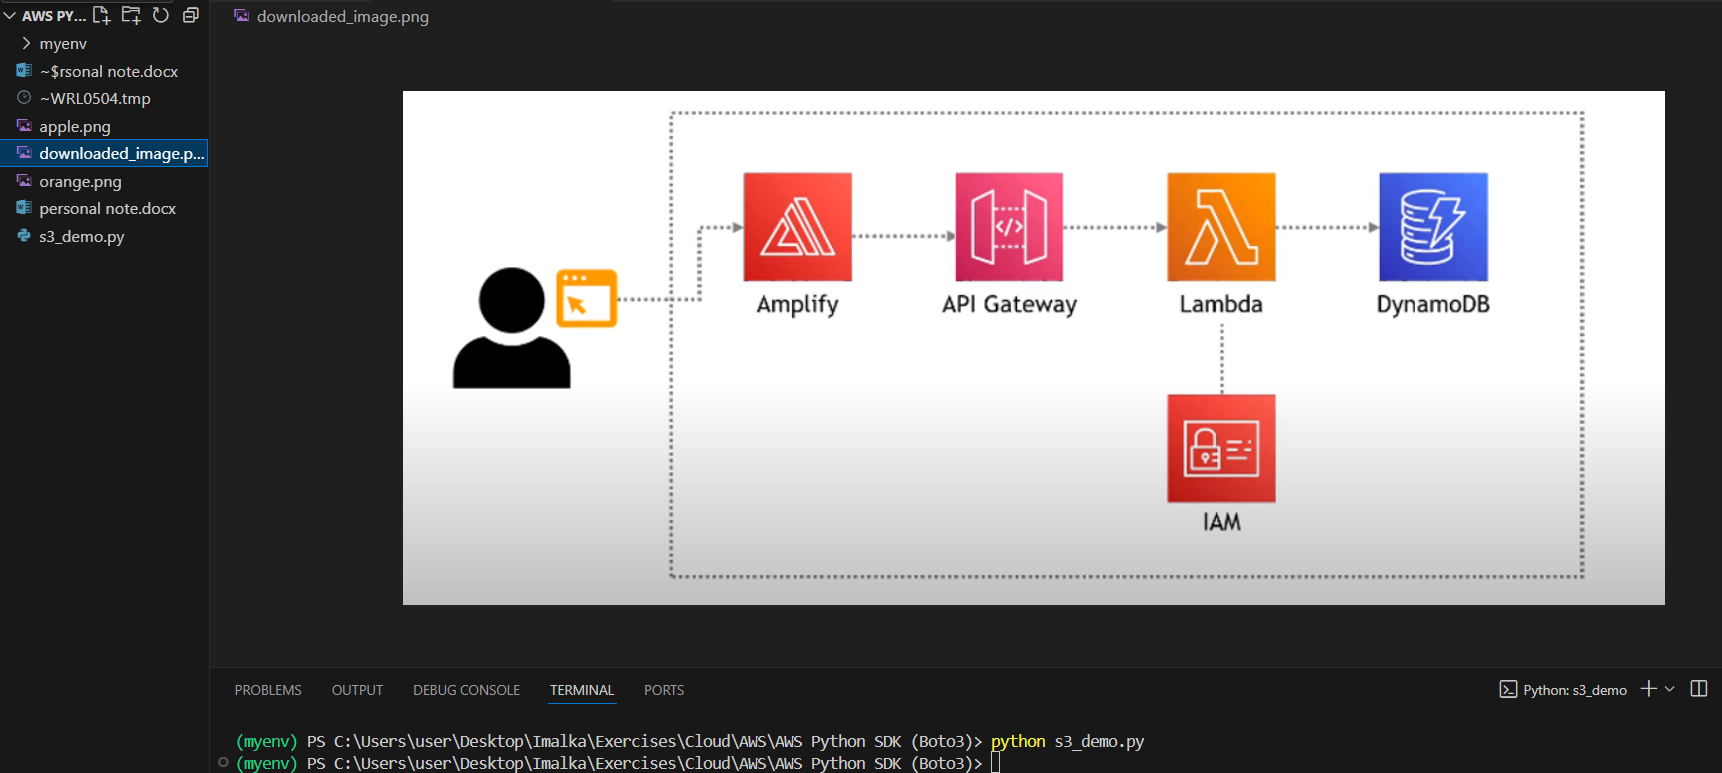 AWS PY...
myenv
~$rsonal note.docx
~WRL0504.tmp
apple.png
downloaded_image.p...
orange.png
personal note.docx
s3_demo.py
downloaded_image.png
Amplify
API Gateway
Lambda
DynamoDB
IAM
PROBLEMS OUTPUT DEBUG CONSOLE TERMINAL PORTS
Python: s3_demo
(myenv) PS C:\Users\user\Desktop\Imalka\Exercises\Cloud\AWS\AWS Python SDK (Boto3)> python s3_demo.py
(myenv) PS C:\Users\user\Desktop\Imalka\Exercises\Cloud\AWS\AWS Python SDK (Boto3)>